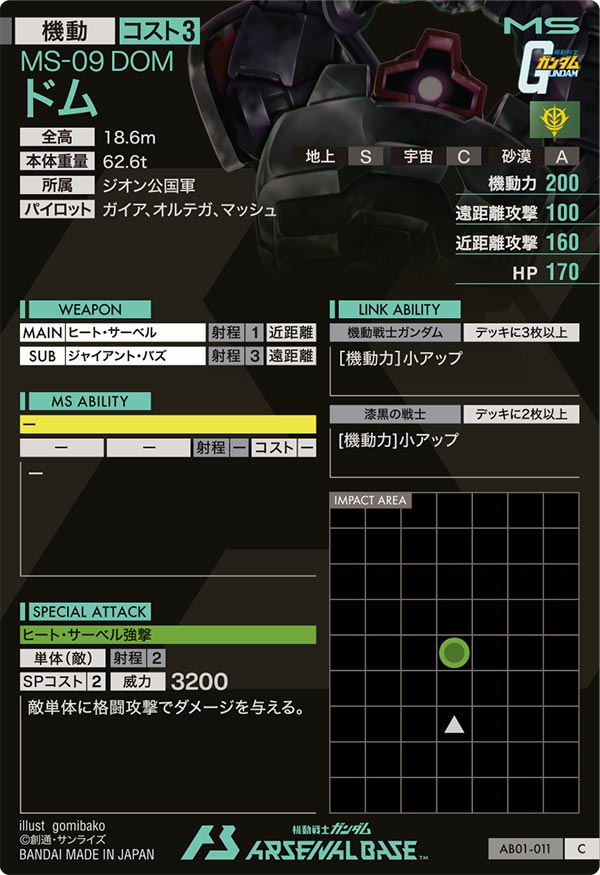 機動 コスト3
MS
MS-09 DOM
ドム
機動戦士
ガンダム
GUNDAM
全高 18.6m
本体重量 62.6t
所属 ジオン公国軍
パイロット ガイア、オルテガ、マッシュ
地上 S 宇宙 C 砂漠 A
機動力 200
遠距離攻撃 100
近距離攻撃 160
HP 170
WEAPON
MAIN ヒート・サーベル 射程 1 近距離
SUB ジャイアント・バズ 射程 3 遠距離
MS ABILITY
ー
ー ー 射程 ー コスト ー
ー
SPECIAL ATTACK
ヒート・サーベル強撃
単体(敵) 射程 2
SPコスト 2 威力 3200
敵単体に格闘攻撃でダメージを与える。
LINK ABILITY
機動戦士ガンダム デッキに3枚以上
[機動力]小アップ
漆黒の戦士 デッキに2枚以上
[機動力]小アップ
IMPACT AREA
illust gomibako
©創通・サンライズ
BANDAI MADE IN JAPAN
機動戦士ガンダム
ARSENAL BASE™
AB01-011 C